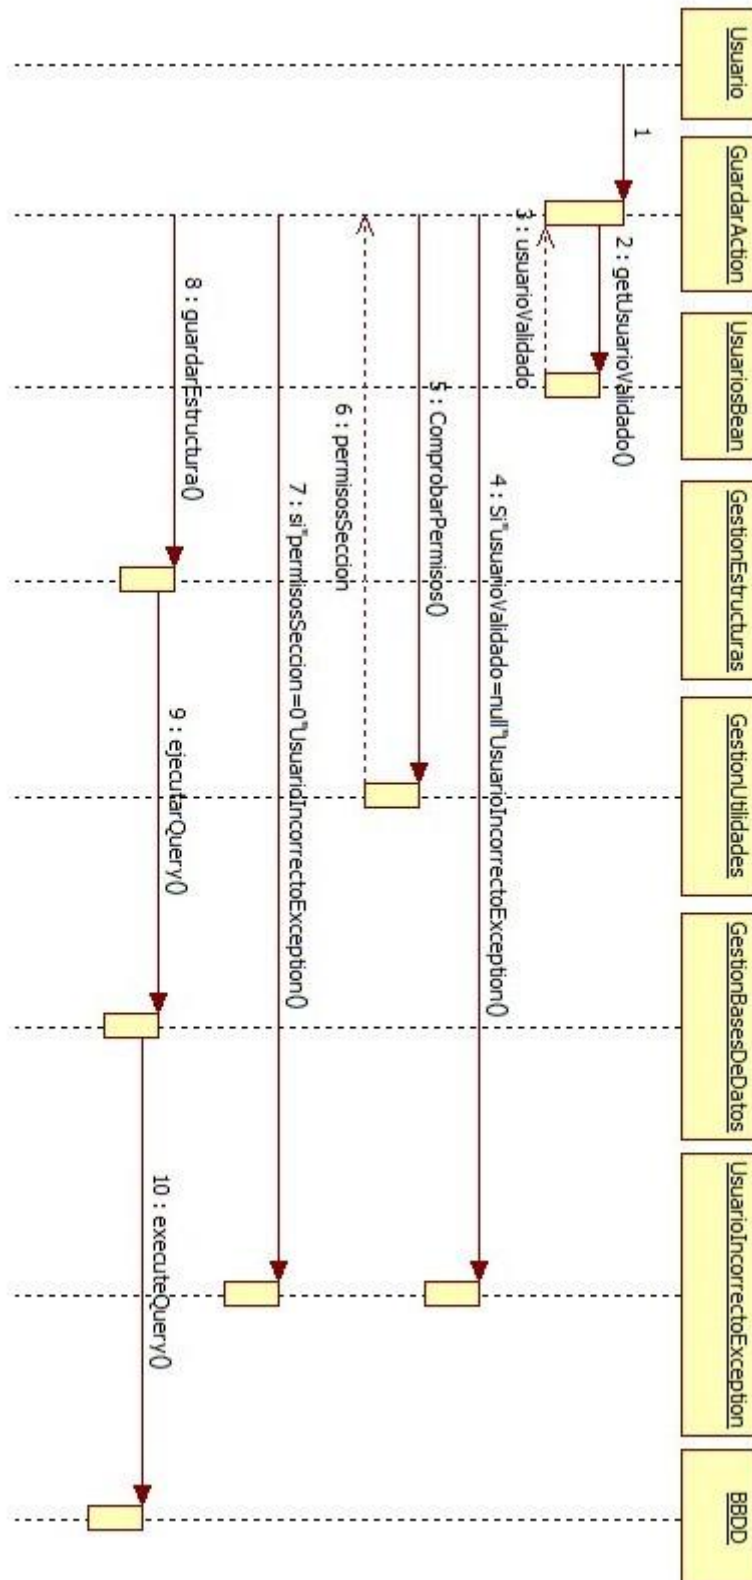 Usuario
GuardarAction
UsuariosBean
GestionEstructuras
GestionUtilidades
GestionBasesDeDatos
UsuarioIncorrectoException
BBDD
1
2 : getUsuarioValidado()
3 : usuarioValidado
4 : Si"usuarioValidado=null"UsuarioIncorrectoException()
5 : ComprobarPermisos()
6 : permisosSeccion
7 : si"permisosSeccion=0"UsuarioIncorrectoException()
8 : guardarEstructura()
9 : ejecutarQuery()
10 : executeQuery()